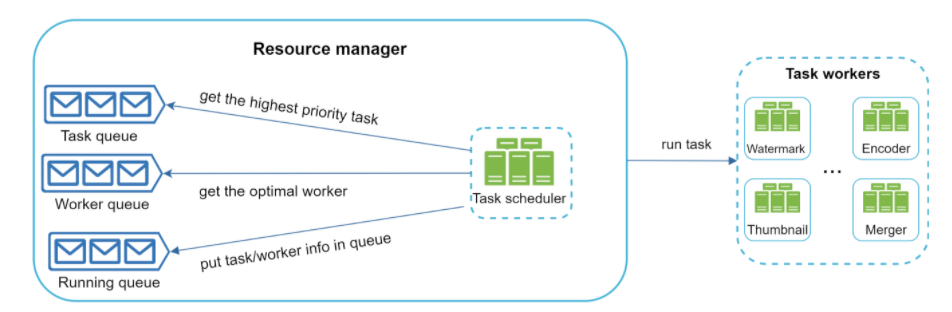 Resource manager
get the highest priority task
Task queue
get the optimal worker
Worker queue
put task/worker info in queue
Running queue
Task scheduler
run task
Task workers
Watermark
Encoder
...
Thumbnail
Merger